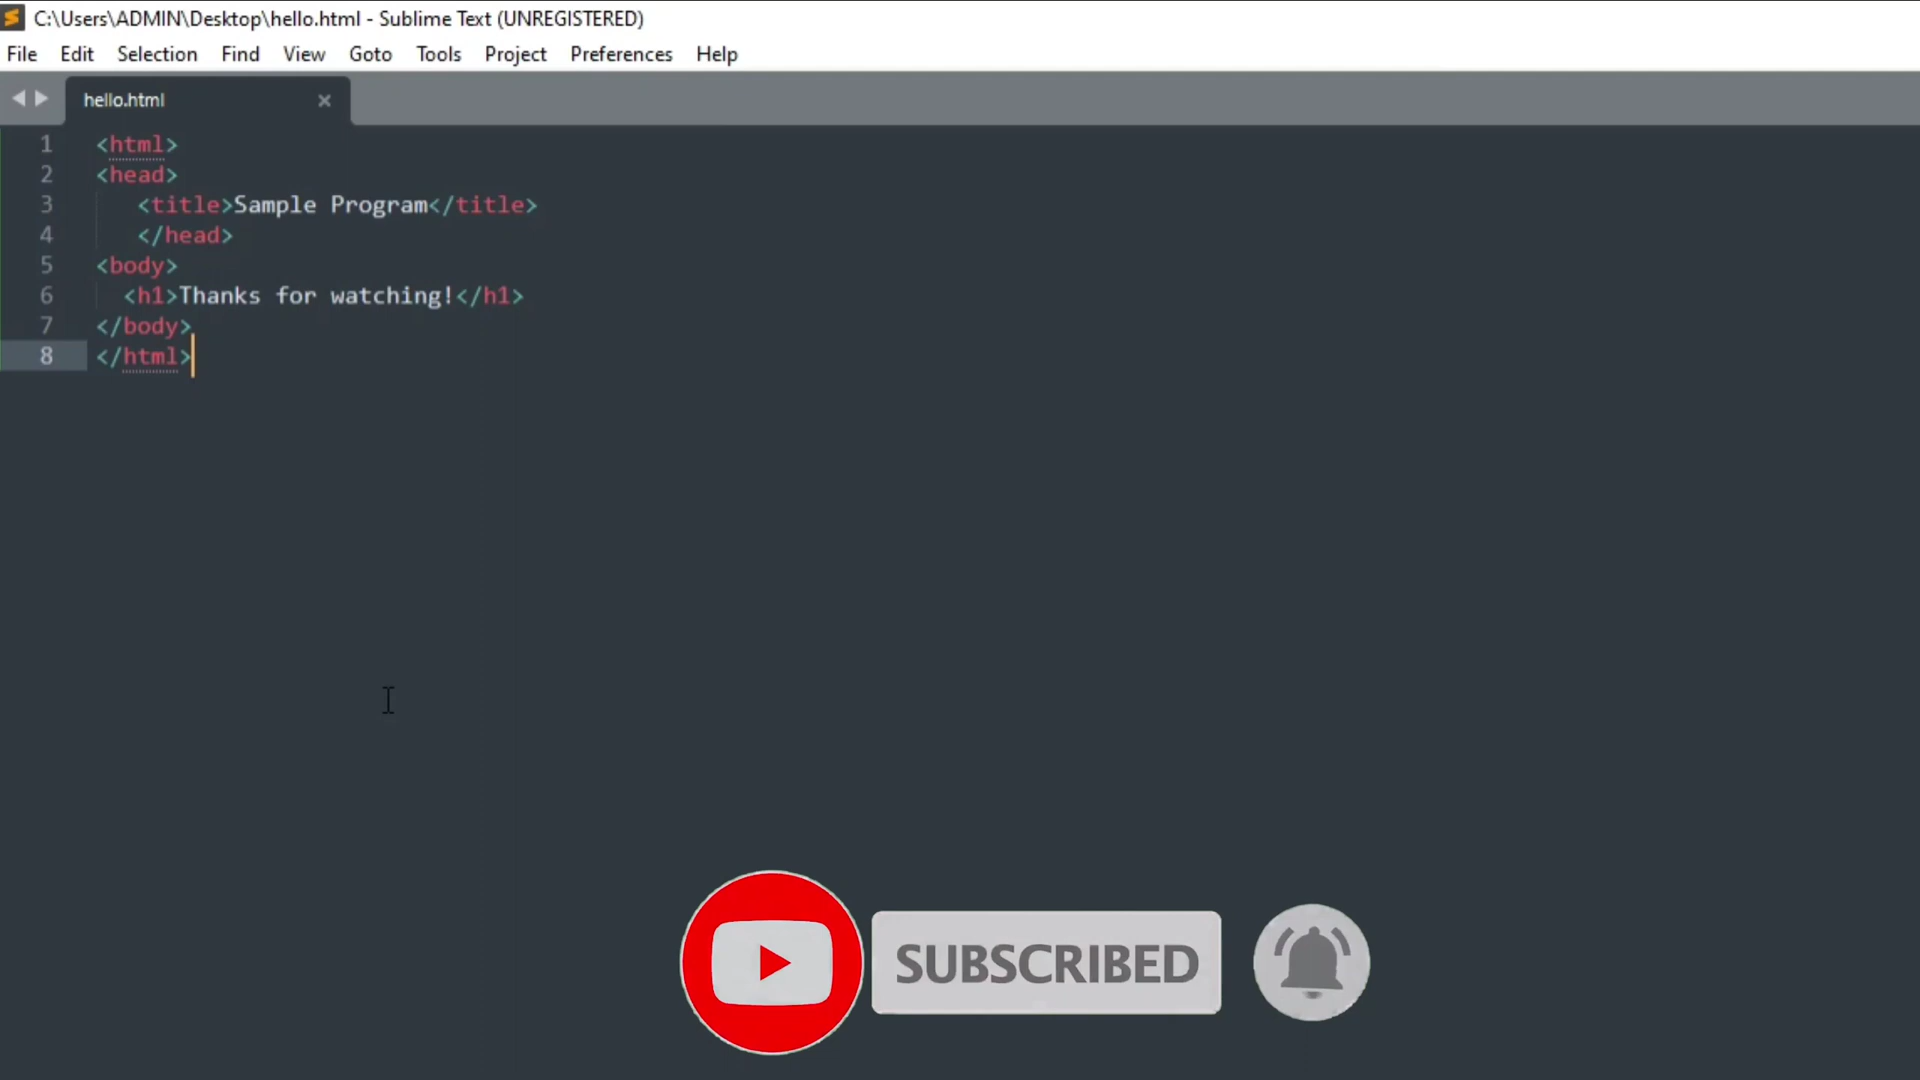 C:\Users\ADMIN\Desktop\hello.html - Sublime Text (UNREGISTERED)
File Edit Selection Find View Goto Tools Project Preferences Help
hello.html
1 <html>
2 <head>
3 <title>Sample Program</title>
4 </head>
5 <body>
6 <h1>Thanks for watching!</h1>
7 </body>
8 </html>
SUBSCRIBED